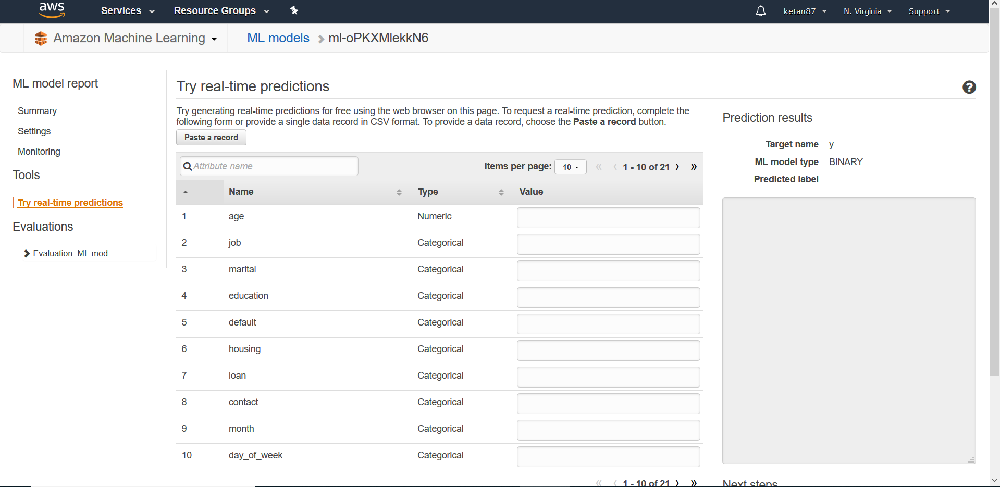 aws Services Resource Groups ketan87 N. Virginia Support
Amazon Machine Learning ML models ml-oPKXMlekkN6
ML model report
Summary
Settings
Monitoring
Tools
Try real-time predictions
Evaluations
Evaluation: ML mod...
Try real-time predictions
?
Try generating real-time predictions for free using the web browser on this page. To request a real-time prediction, complete the
following form or provide a single data record in CSV format. To provide a data record, choose the Paste a record button.
Paste a record
Attribute name Items per page: 10 « ‹ 1 - 10 of 21 › »
Name Type Value
1 age Numeric
2 job Categorical
3 marital Categorical
4 education Categorical
5 default Categorical
6 housing Categorical
7 loan Categorical
8 contact Categorical
9 month Categorical
10 day_of_week Categorical
« ‹ 1 - 10 of 21 › »
Prediction results
Target name y
ML model type BINARY
Predicted label
Next steps